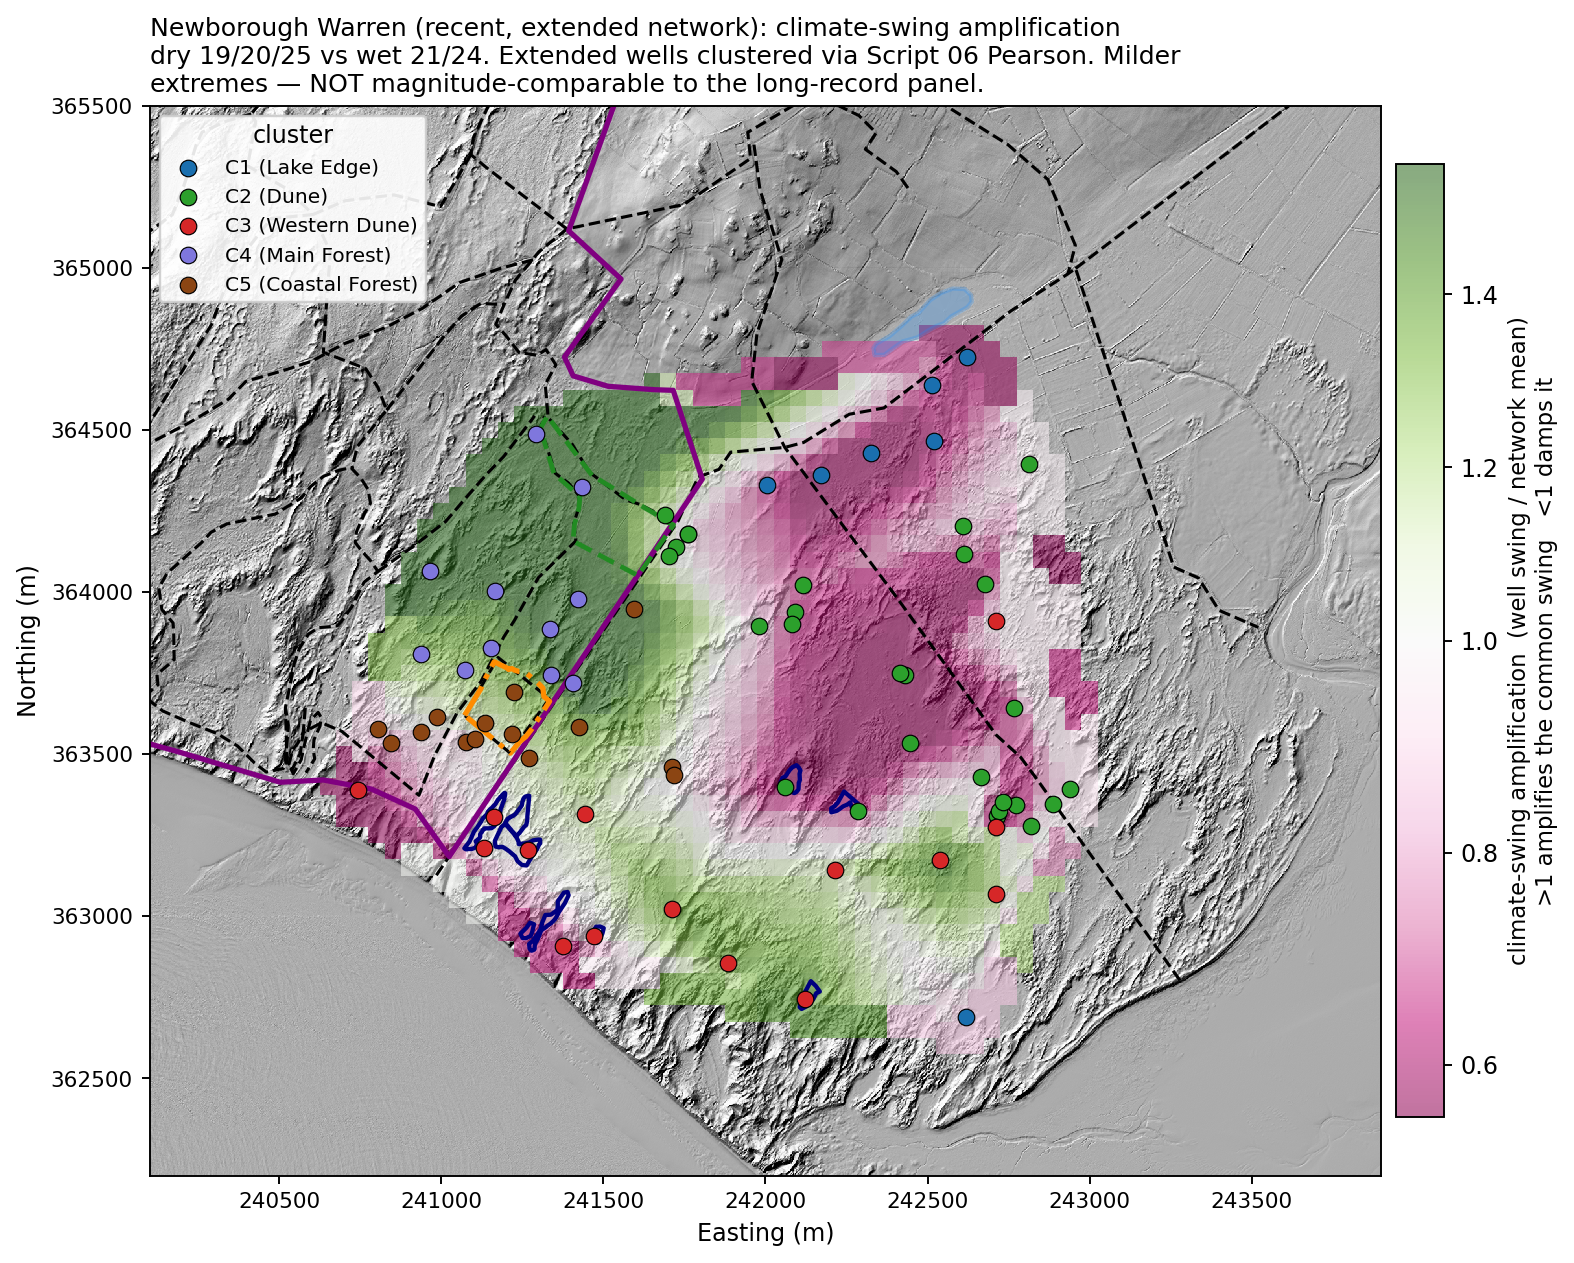 Newborough Warren (recent, extended network): climate-swing amplification
dry 19/20/25 vs wet 21/24. Extended wells clustered via Script 06 Pearson. Milder
extremes — NOT magnitude-comparable to the long-record panel.
cluster
C1 (Lake Edge)
C2 (Dune)
C3 (Western Dune)
C4 (Main Forest)
C5 (Coastal Forest)
365500
365000
364500
364000
363500
363000
362500
Northing (m)
240500
241000
241500
242000
242500
243000
243500
Easting (m)
1.4
1.2
1.0
0.8
0.6
climate-swing amplification  (well swing / network mean)
>1 amplifies the common swing   <1 damps it